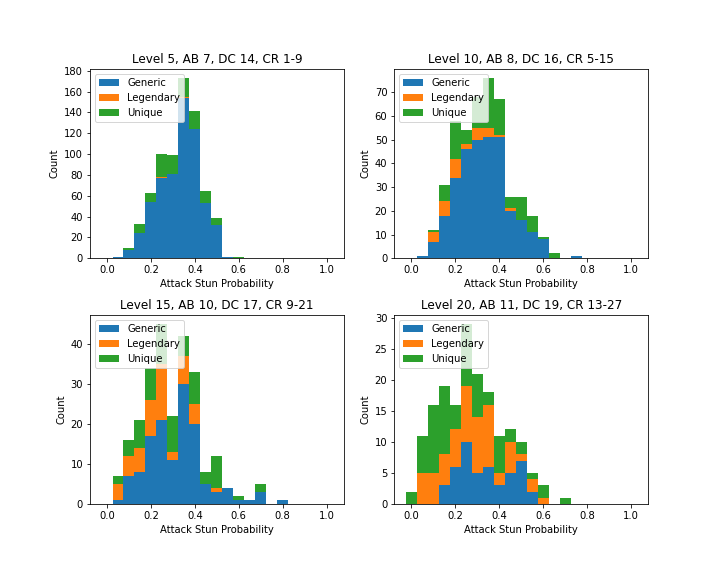 Level 5, AB 7, DC 14, CR 1-9
Count
180
160
140
120
100
80
60
40
20
0
Generic
Legendary
Unique
0.0 0.2 0.4 0.6 0.8 1.0
Attack Stun Probability
Level 10, AB 8, DC 16, CR 5-15
Count
70
60
50
40
30
20
10
0
Generic
Legendary
Unique
0.0 0.2 0.4 0.6 0.8 1.0
Attack Stun Probability
Level 15, AB 10, DC 17, CR 9-21
Count
40
30
20
10
0
Generic
Legendary
Unique
0.0 0.2 0.4 0.6 0.8 1.0
Attack Stun Probability
Level 20, AB 11, DC 19, CR 13-27
Count
30
25
20
15
10
5
0
Generic
Legendary
Unique
0.0 0.2 0.4 0.6 0.8 1.0
Attack Stun Probability